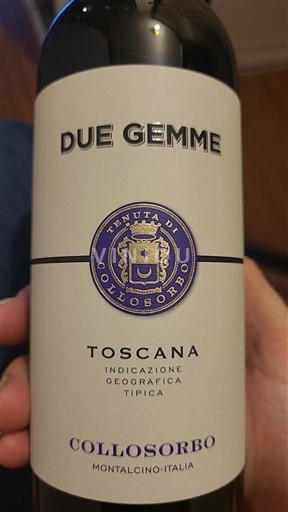 DUE GEMME
TENUTA DI
COLLOSORBO
TOSCANA
INDICAZIONE
GEOGRAFICA
TIPICA
COLLOSORBO
MONTALCINO·ITALIA